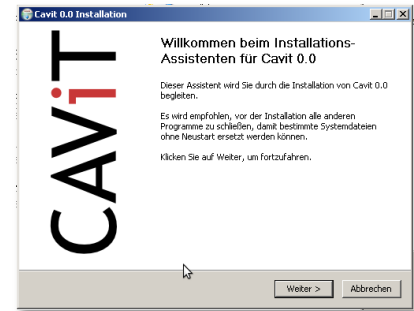 Cavit 0.0 Installation
CAViT
Willkommen beim Installations-
Assistenten für Cavit 0.0
Dieser Assistent wird Sie durch die Installation von Cavit 0.0
begleiten.
Es wird empfohlen, vor der Installation alle anderen
Programme zu schließen, damit bestimmte Systemdateien
ohne Neustart ersetzt werden können.
Klicken Sie auf Weiter, um fortzufahren.
Weiter >
Abbrechen